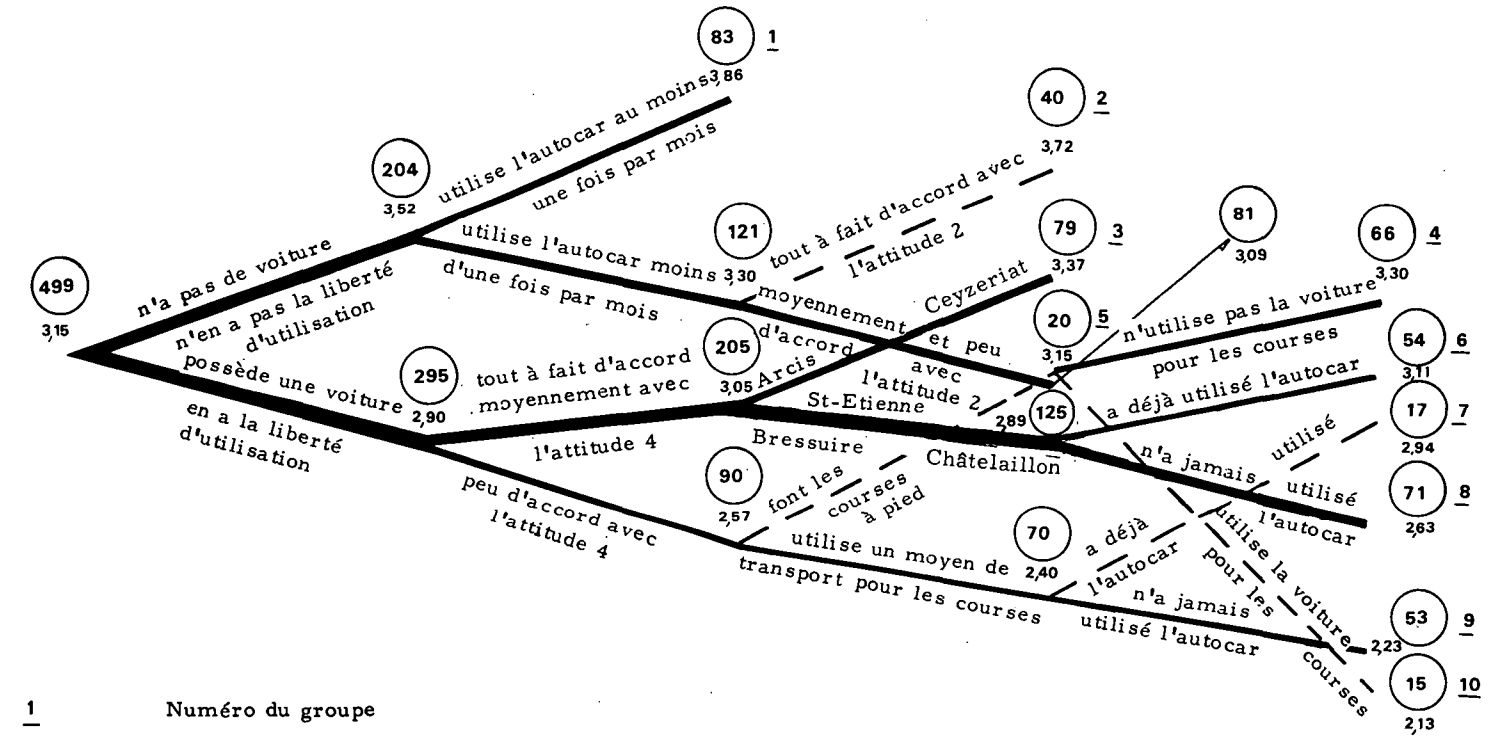 83 1
3,86
utilise l'autocar au moins
une fois par mois
40 2
3,72
204
3,52
tout à fait d'accord avec
l'attitude 2
81
3,09
79 3
3,37
66 4
3,30
121
3,30
utilise l'autocar moins
d'une fois par mois
499
3,15
n'a pas de voiture
n'en a pas la liberté
d'utilisation
moyennement
et peu
d'accord
avec
l'attitude 2
Ceyzeriat
Arcis
20 5
3,15
n'utilise pas la voiture
pour les courses
54 6
3,11
205
3,05
possède une voiture
en a la liberté
d'utilisation
295
2,90
tout à fait d'accord
moyennement avec
l'attitude 4
St-Etienne
Bressuire
Châtelaillon
125
2,89
a déjà utilisé l'autocar
17 7
2,94
n'a jamais utilisé
l'autocar
71 8
2,63
peu d'accord avec
l'attitude 4
90
2,57
font les
courses
à pied
utilise un moyen de
transport pour les courses
70
2,40
a déjà utilisé
l'autocar
n'a jamais
utilisé l'autocar
utilise la voiture
pour les
courses
53 9
2,23
15 10
2,13
1 Numéro du groupe